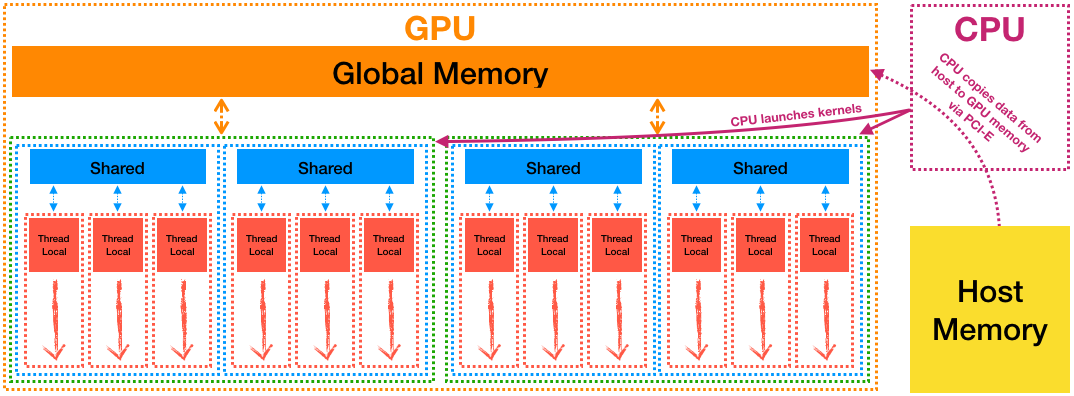 GPU
CPU
Global Memory
CPU copies data from
host to GPU memory
via PCI-E
CPU launches kernels
Shared
Shared
Shared
Shared
Thread
Local
Thread
Local
Thread
Local
Thread
Local
Thread
Local
Thread
Local
Thread
Local
Thread
Local
Thread
Local
Thread
Local
Thread
Local
Thread
Local
Host
Memory